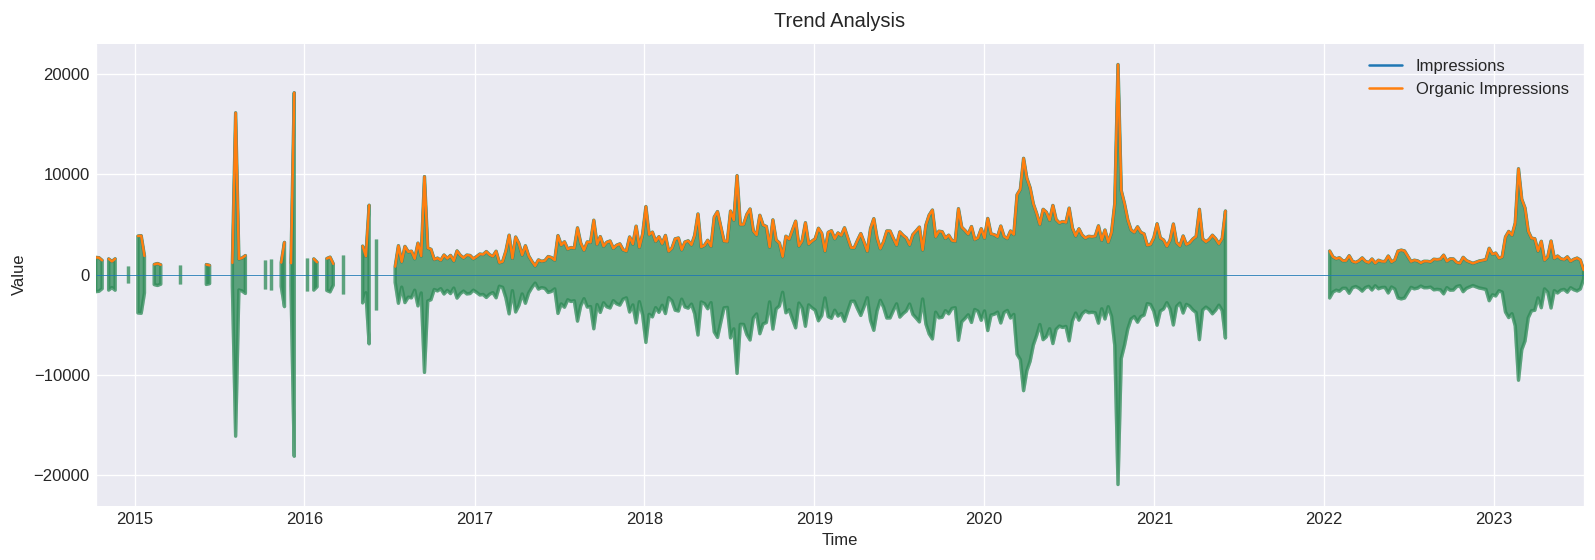 Trend Analysis
Impressions
Organic Impressions
Value
20000
10000
0
−10000
−20000
2015 2016 2017 2018 2019 2020 2021 2022 2023
Time